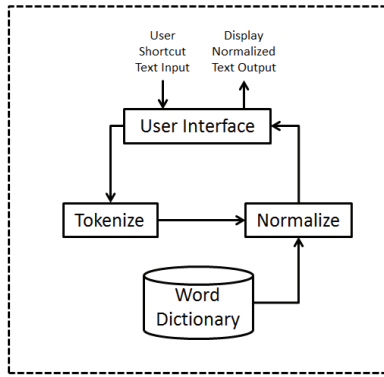 User
Shortcut
Text Input
Display
Normalized
Text Output
User Interface
Tokenize
Normalize
Word
Dictionary